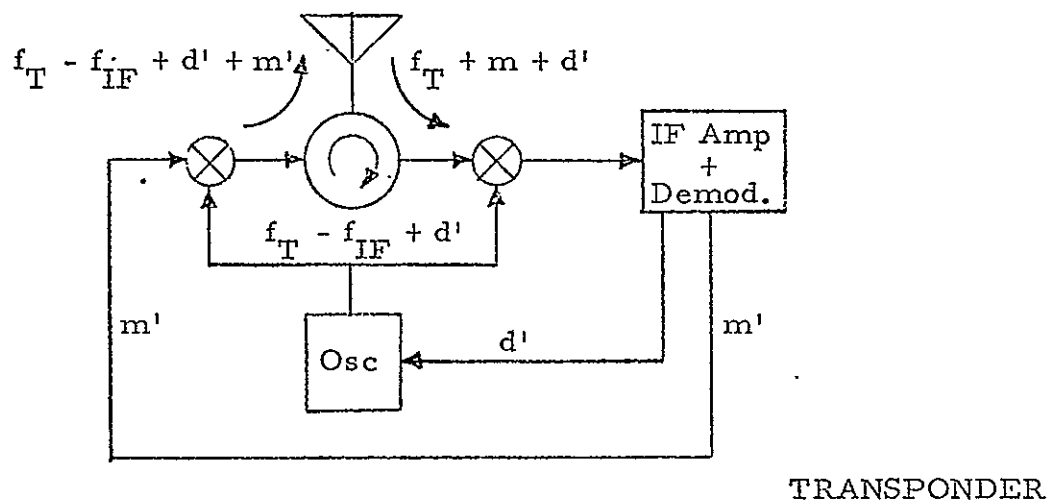 f_T - f_IF + d' + m'
f_T + m + d'
IF Amp
+
Demod.
f_T - f_IF + d'
m'
Osc
d'
m'
TRANSPONDER